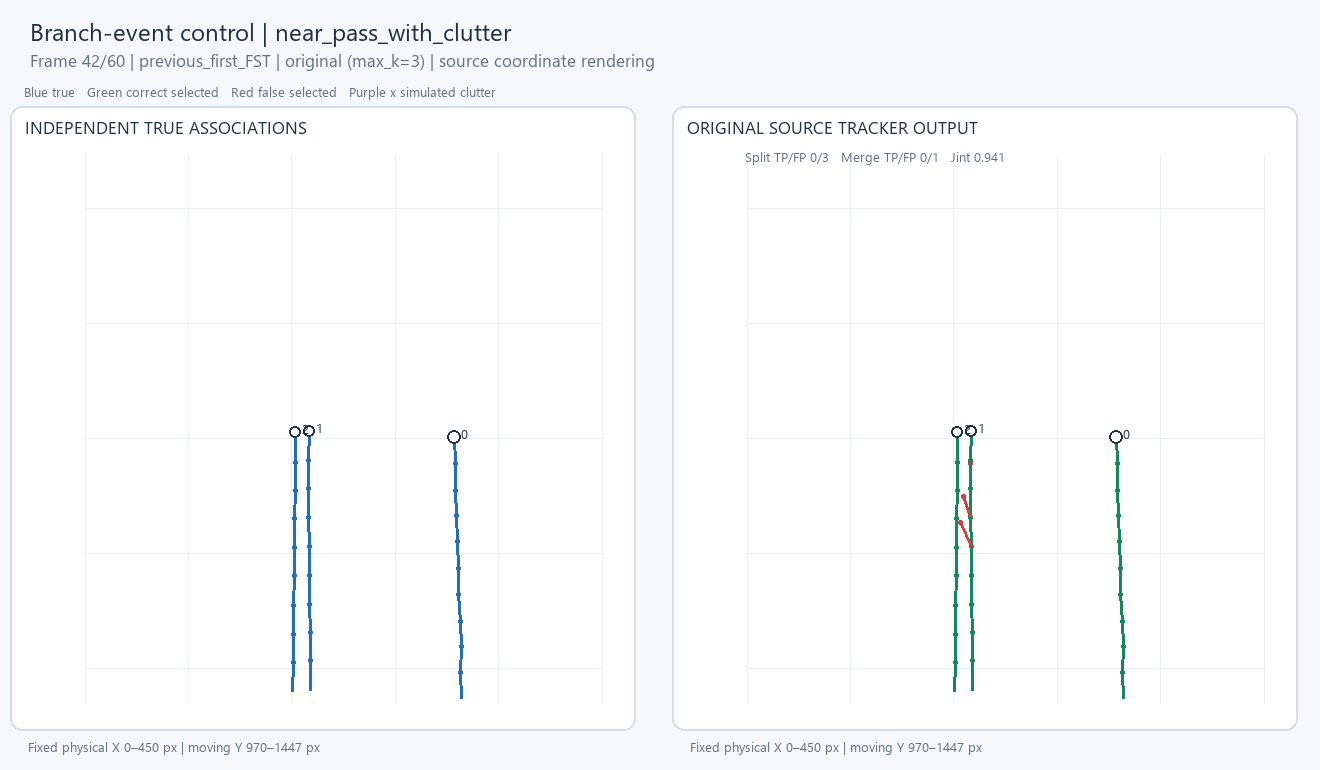 Branch-event control | near_pass_with_clutter
Frame 42/60 | previous_first_FST | original (max_k=3) | source coordinate rendering
Blue true Green correct selected Red false selected Purple x simulated clutter
INDEPENDENT TRUE ASSOCIATIONS
1
0
Fixed physical X 0–450 px | moving Y 970–1447 px
ORIGINAL SOURCE TRACKER OUTPUT
Split TP/FP 0/3 Merge TP/FP 0/1 Jint 0.941
1
0
Fixed physical X 0–450 px | moving Y 970–1447 px